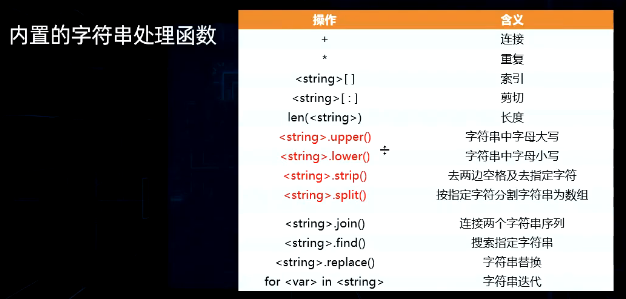 内置的字符串处理函数
操作 含义
+ 连接
* 重复
<string>[ ] 索引
<string>[ : ] 剪切
len(<string>) 长度
<string>.upper() 字符串中字母大写
<string>.lower() 字符串中字母小写
<string>.strip() 去两边空格及去指定字符
<string>.split() 按指定字符分割字符串为数组
<string>.join() 连接两个字符串序列
<string>.find() 搜索指定字符串
<string>.replace() 字符串替换
for <var> in <string> 字符串迭代